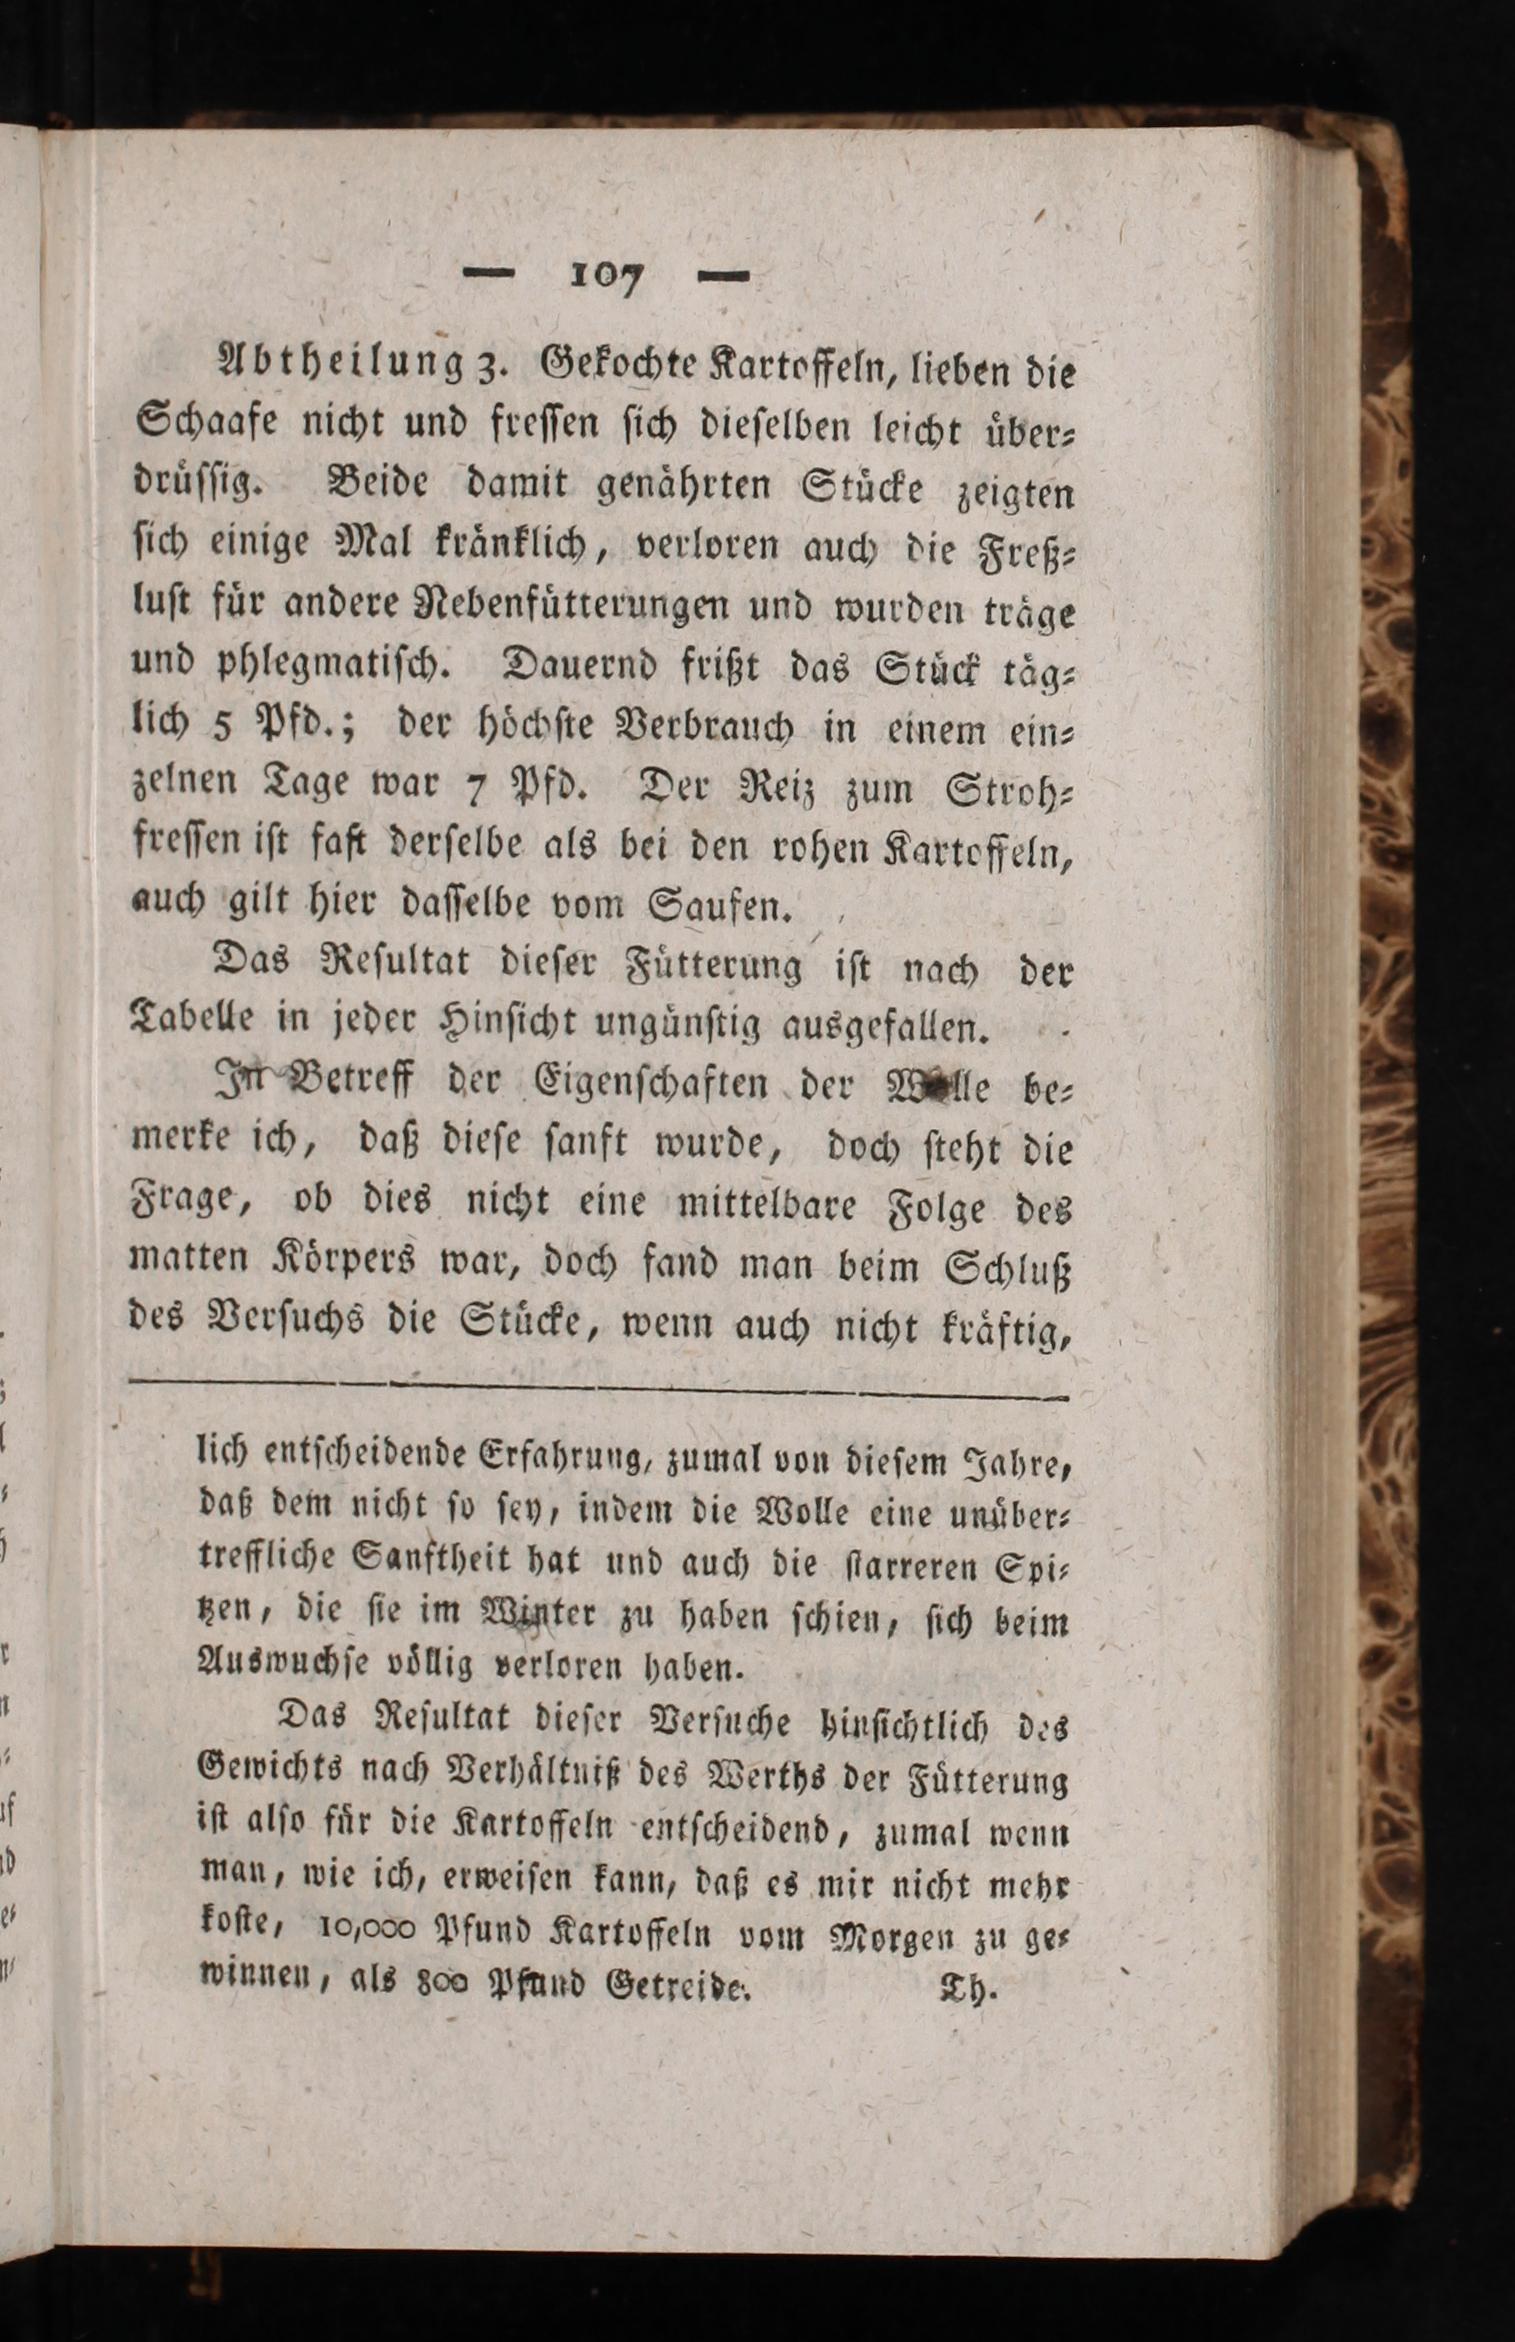 — 107 —
Abtheilung 3. Gekochte Kartoffeln, lieben die
Schaafe nicht und freſſen ſich dieſelben leicht über⸗
drüſſig. Beide damit genährten Stücke zeigten
ſich einige Mal kränklich, verloren auch die Freß⸗
luſt für andere Nebenfütterungen und wurden träge
und phlegmatiſch. Dauernd frißt das Stück täg⸗
lich 5 Pfd.; der höchſte Verbrauch in einem ein⸗
zelnen Tage war 7 Pfd. Der Reiz zum Stroh⸗
freſſen iſt faſt derſelbe als bei den rohen Kartoffeln,
auch gilt hier daſſelbe vom Saufen.
Das Reſultat dieſer Fütterung iſt nach der
Tabelle in jeder Hinſicht ungünſtig ausgefallen.
In Betreff der Eigenſchaften der Wolle be⸗
merke ich, daß dieſe ſanft wurde, doch ſteht die
Frage, ob dies nicht eine mittelbare Folge des
matten Körpers war, doch fand man beim Schluß
des Verſuchs die Stücke, wenn auch nicht kräftig,
lich entſcheidende Erfahrung, zumal von dieſem Jahre,
daß dem nicht ſo ſey, indem die Wolle eine unüber⸗
treffliche Sanftheit hat und auch die ſtarreren Spi⸗
tzen, die ſie im Winter zu haben ſchien, ſich beim
Auswuchſe völlig verloren haben.
Das Reſultat dieſer Verſuche hinſichtlich des
Gewichts nach Verhältniß des Werths der Fütterung
iſt alſo für die Kartoffeln entſcheidend, zumal wenn
man, wie ich, erweiſen kann, daß es mir nicht mehr
koſte, 10,000 Pfund Kartoffeln vom Morgen zu ge⸗
winnen, als 800 Pfund Getreide. Th.